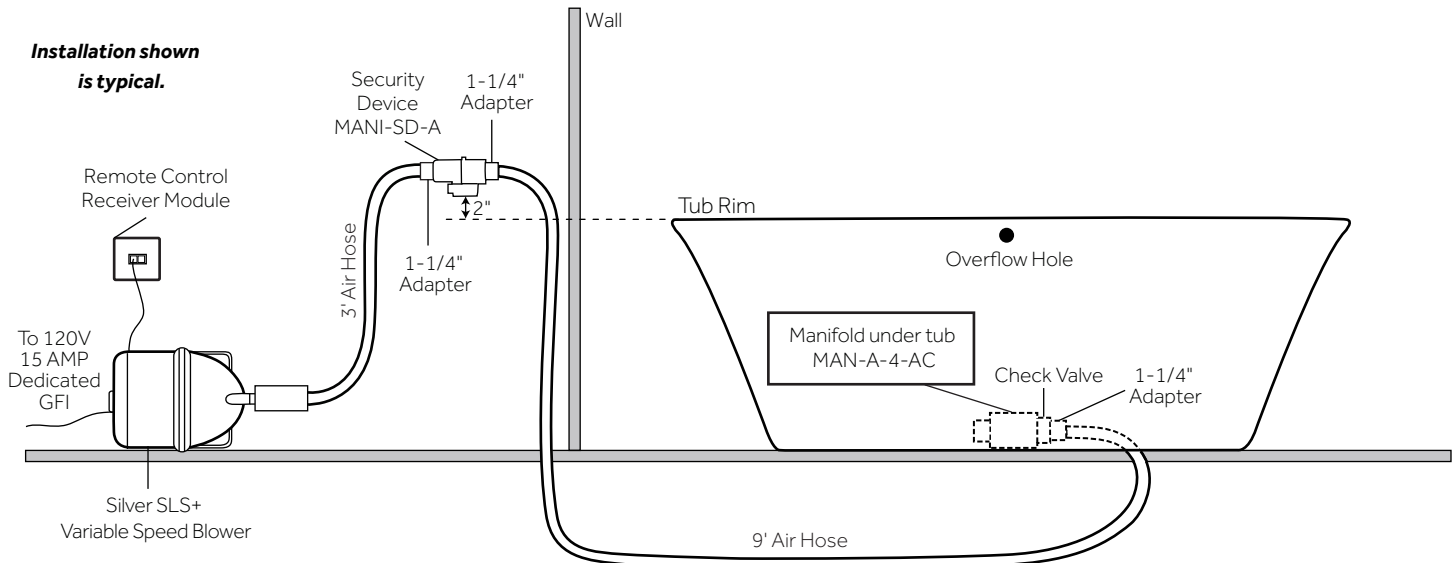 Installation shown
is typical.
Wall
Security
Device
MANI-SD-A
1-1/4"
Adapter
Remote Control
Receiver Module
2"
Tub Rim
Overflow Hole
1-1/4"
Adapter
3' Air Hose
To 120V
15 AMP
Dedicated
GFI
Manifold under tub
MAN-A-4-AC
Check Valve
1-1/4"
Adapter
Silver SLS+
Variable Speed Blower
9' Air Hose